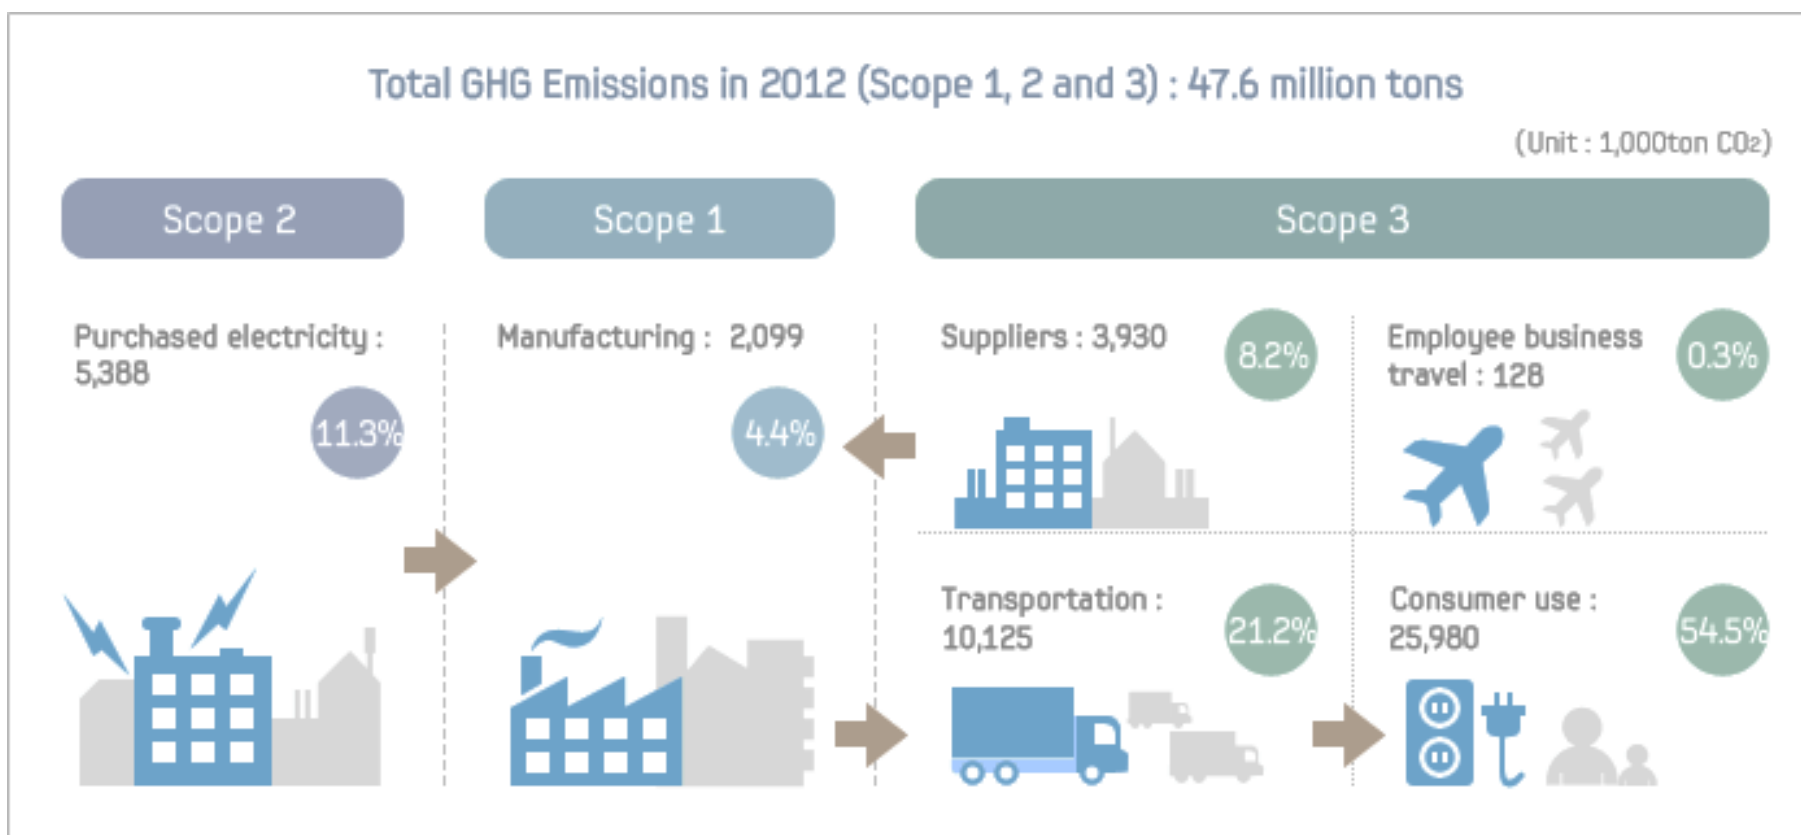 Total GHG Emissions in 2012 (Scope 1, 2 and 3) : 47.6 million tons
(Unit : 1,000ton CO₂)
Scope 2
Scope 1
Scope 3
Purchased electricity :
5,388
11.3%
Manufacturing : 2,099
4.4%
Suppliers : 3,930
8.2%
Employee business
travel : 128
0.3%
Transportation :
10,125
21.2%
Consumer use :
25,980
54.5%